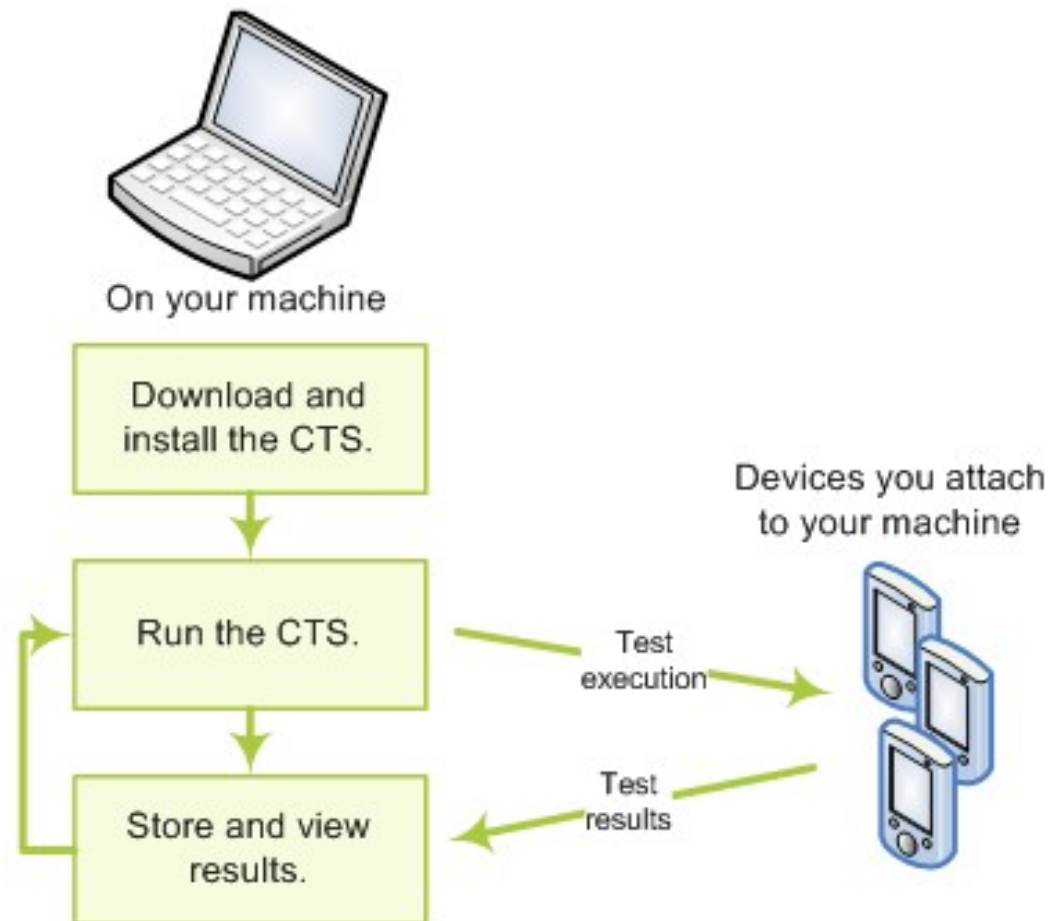 On your machine
Download and
install the CTS.
Devices you attach
to your machine
Run the CTS.
Test
execution
Test
results
Store and view
results.